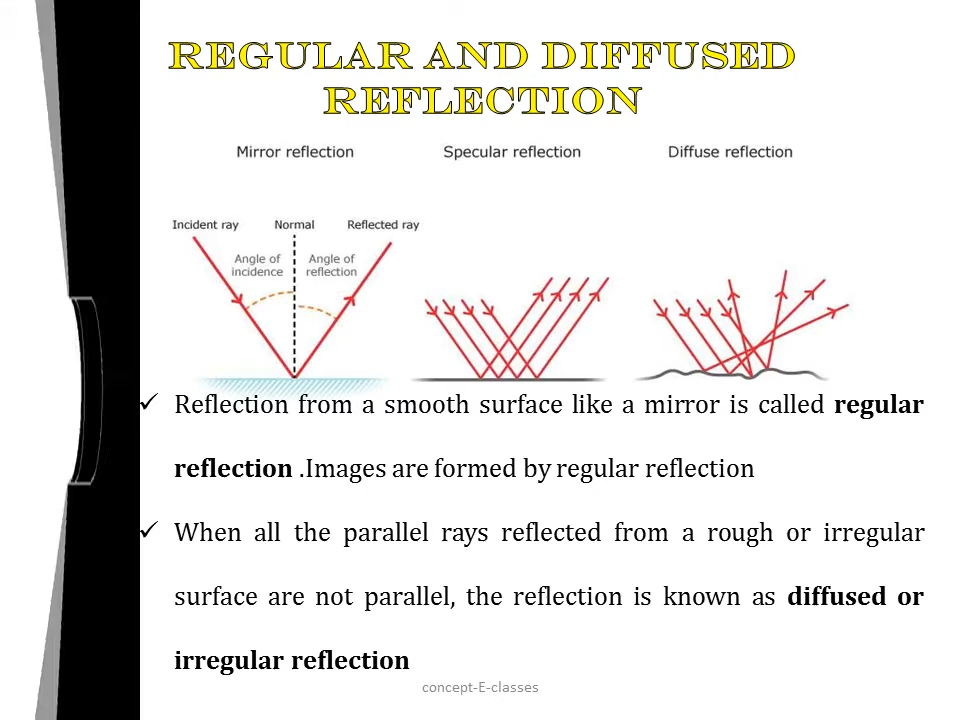 REGULAR AND DIFFUSED
REFLECTION
Mirror reflection
Specular reflection
Diffuse reflection
Incident ray
Normal
Reflected ray
Angle of
incidence
Angle of
reflection
Reflection from a smooth surface like a mirror is called regular
reflection .Images are formed by regular reflection
When all the parallel rays reflected from a rough or irregular
surface are not parallel, the reflection is known as diffused or
irregular reflection
concept-E-classes